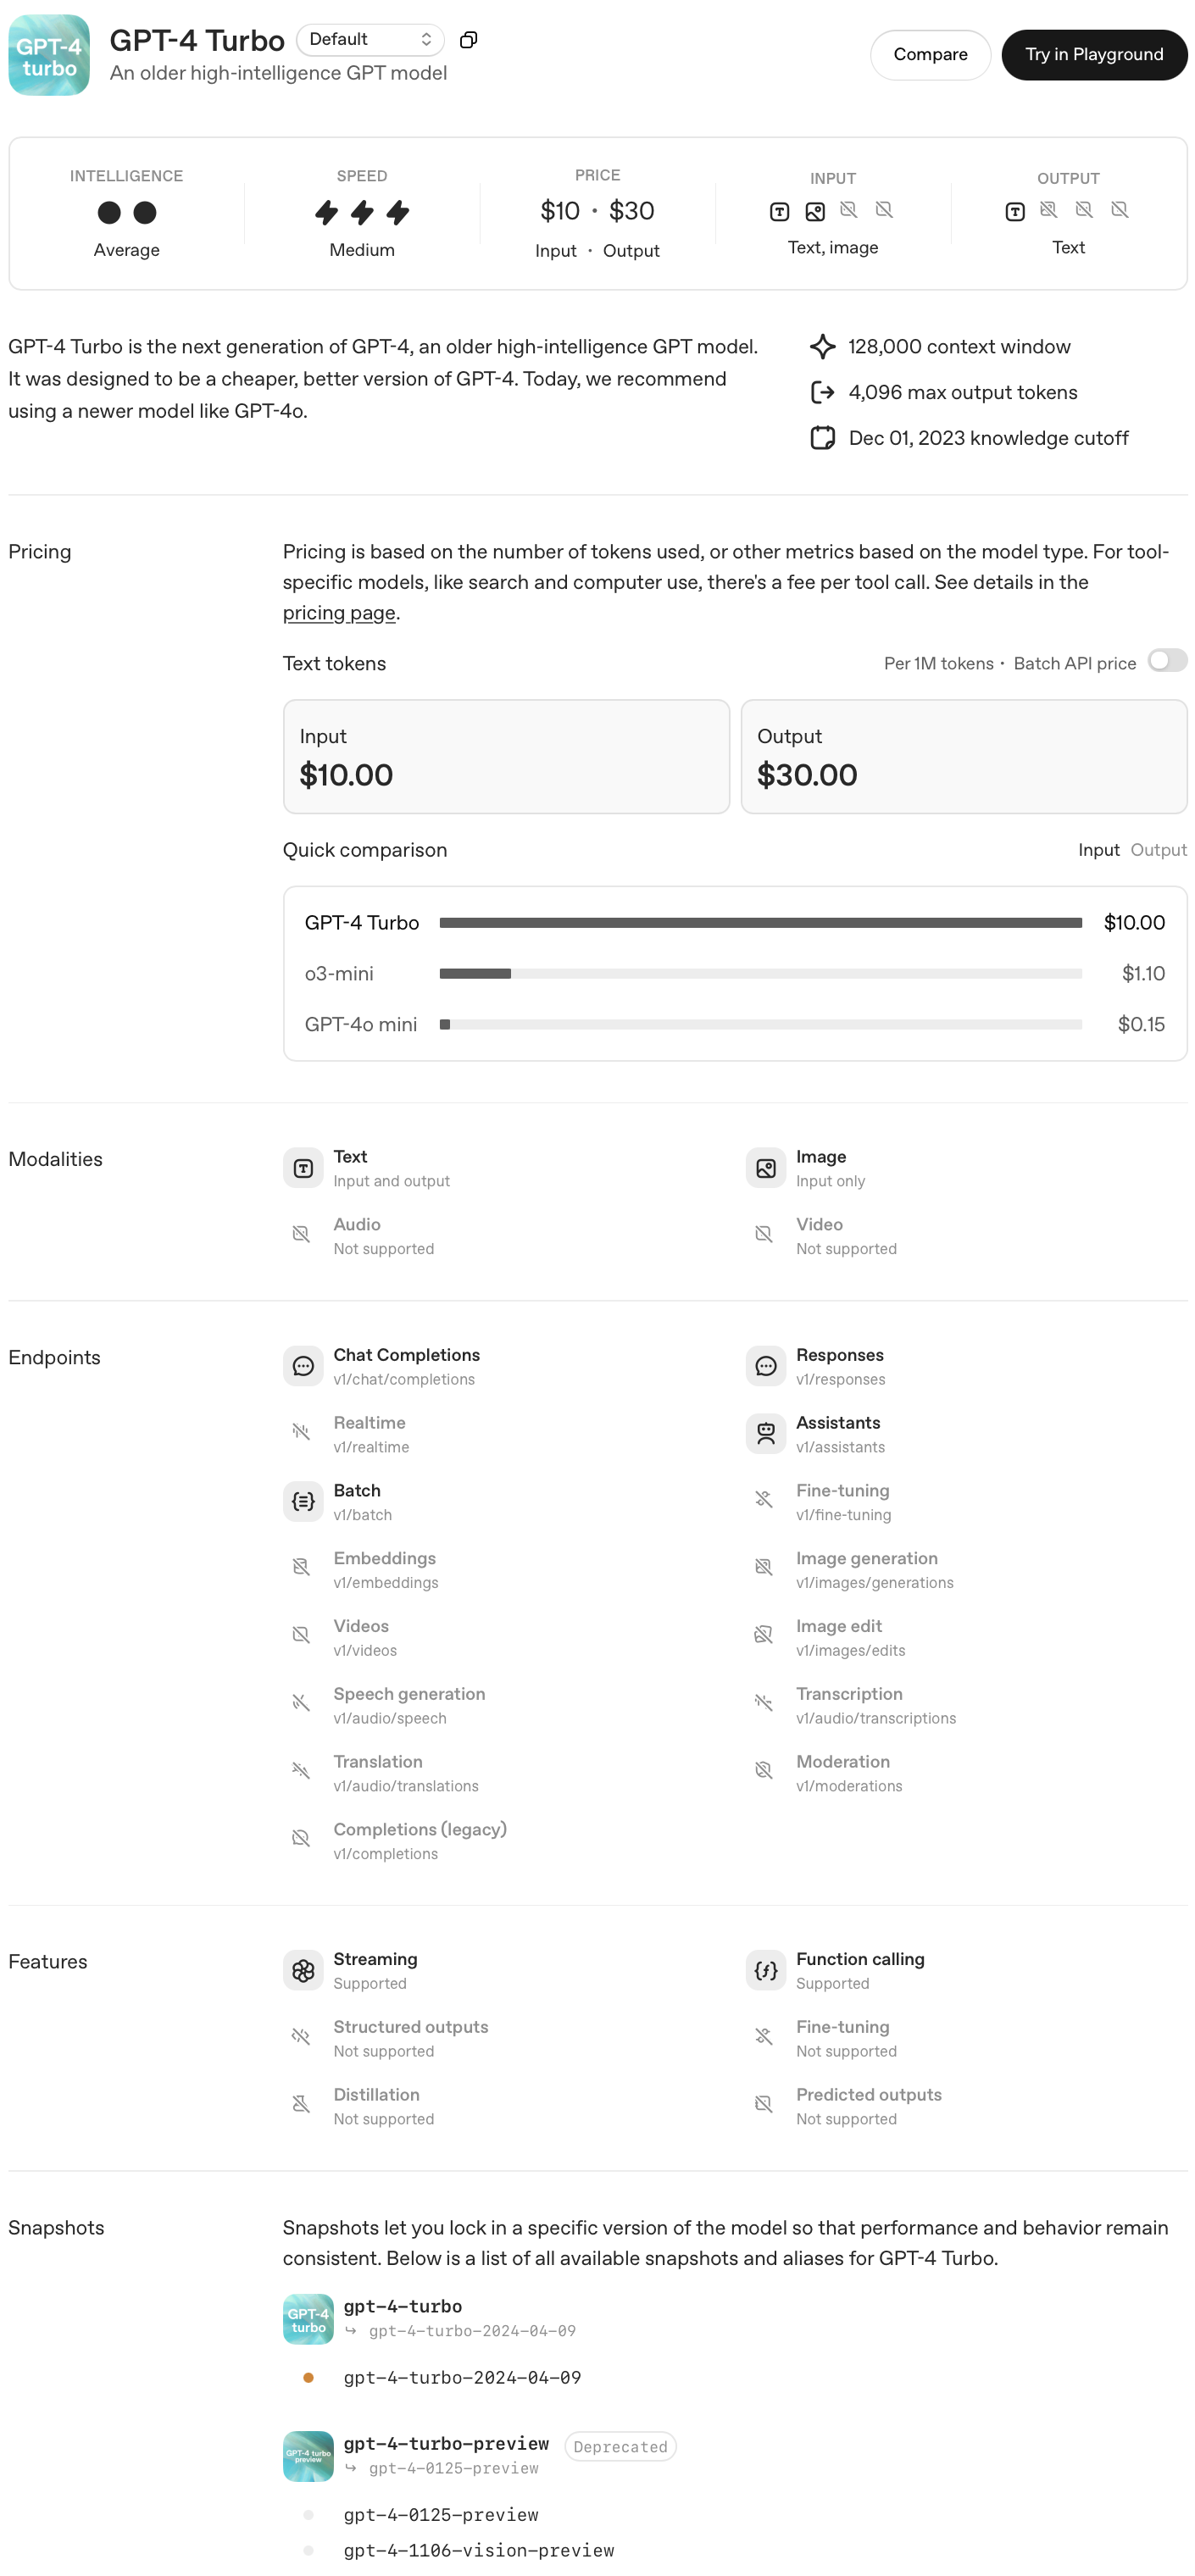 GPT-4
turbo
GPT-4 Turbo
Default
An older high-intelligence GPT model
Compare
Try in Playground
INTELLIGENCE
Average
SPEED
Medium
PRICE
$10 • $30
Input • Output
INPUT
Text, image
OUTPUT
Text
GPT-4 Turbo is the next generation of GPT-4, an older high-intelligence GPT model.
It was designed to be a cheaper, better version of GPT-4. Today, we recommend
using a newer model like GPT-4o.
128,000 context window
4,096 max output tokens
Dec 01, 2023 knowledge cutoff
Pricing
Pricing is based on the number of tokens used, or other metrics based on the model type. For tool-
specific models, like search and computer use, there's a fee per tool call. See details in the
pricing page.
Text tokens
Per 1M tokens • Batch API price
Input
$10.00
Output
$30.00
Quick comparison
Input Output
GPT-4 Turbo $10.00
o3-mini $1.10
GPT-4o mini $0.15
Modalities
Text
Input and output
Image
Input only
Audio
Not supported
Video
Not supported
Endpoints
Chat Completions
v1/chat/completions
Responses
v1/responses
Realtime
v1/realtime
Assistants
v1/assistants
Batch
v1/batch
Fine-tuning
v1/fine-tuning
Embeddings
v1/embeddings
Image generation
v1/images/generations
Videos
v1/videos
Image edit
v1/images/edits
Speech generation
v1/audio/speech
Transcription
v1/audio/transcriptions
Translation
v1/audio/translations
Moderation
v1/moderations
Completions (legacy)
v1/completions
Features
Streaming
Supported
Function calling
Supported
Structured outputs
Not supported
Fine-tuning
Not supported
Distillation
Not supported
Predicted outputs
Not supported
Snapshots
Snapshots let you lock in a specific version of the model so that performance and behavior remain
consistent. Below is a list of all available snapshots and aliases for GPT-4 Turbo.
GPT-4
turbo
gpt-4-turbo
gpt-4-turbo-2024-04-09
gpt-4-turbo-2024-04-09
GPT-4 turbo
preview
gpt-4-turbo-preview
Deprecated
gpt-4-0125-preview
gpt-4-0125-preview
gpt-4-1106-vision-preview